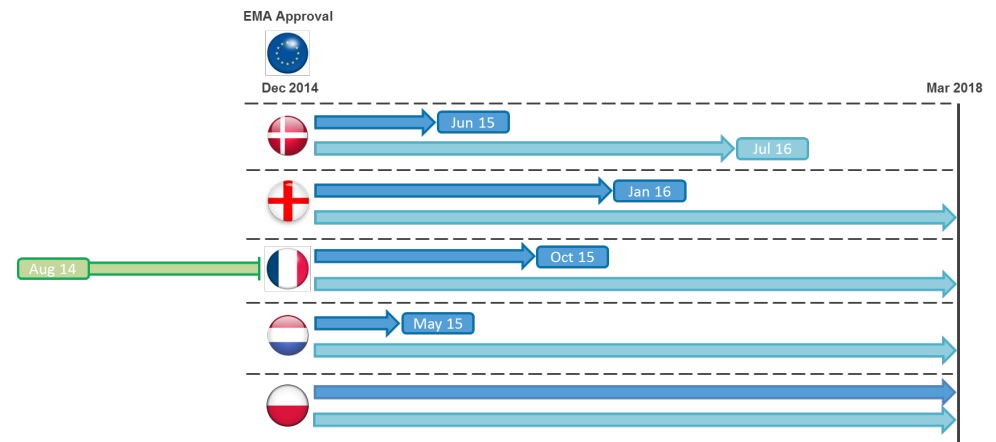 EMA Approval
Dec 2014
Mar 2018
Jun 15
Jul 16
Jan 16
Aug 14
Oct 15
May 15